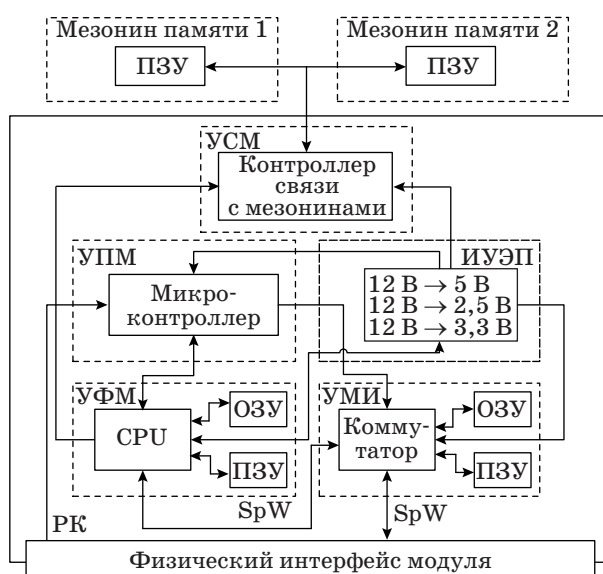 Мезонин памяти 1
Мезонин памяти 2
ПЗУ
ПЗУ
УСМ
Контроллер
связи
с мезонинами
УПМ
Микро-
контроллер
ИУЭП
12 В → 5 В
12 В → 2,5 В
12 В → 3,3 В
УФМ
CPU
ОЗУ
ПЗУ
УМИ
Комму-
татор
ОЗУ
ПЗУ
SpW
SpW
РК
Физический интерфейс модуля